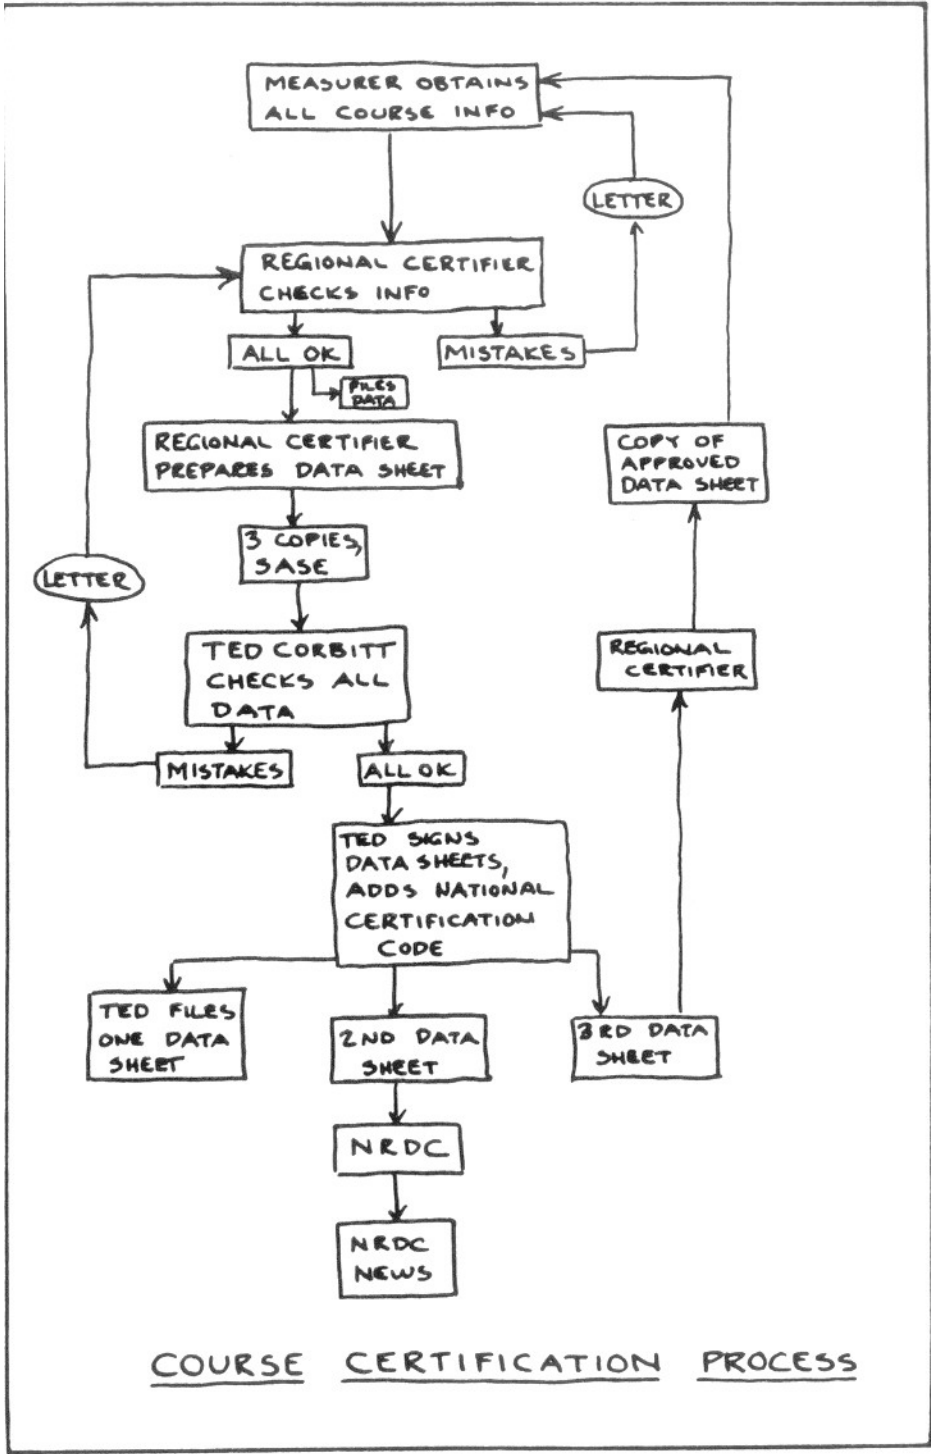 MEASURER OBTAINS
ALL COURSE INFO
LETTER
REGIONAL CERTIFIER
CHECKS INFO
ALL OK
MISTAKES
FILES
DATA
REGIONAL CERTIFIER
PREPARES DATA SHEET
COPY OF
APPROVED
DATA SHEET
3 COPIES,
SASE
LETTER
TED CORBITT
CHECKS ALL
DATA
REGIONAL
CERTIFIER
MISTAKES
ALL OK
TED SIGNS
DATA SHEETS,
ADDS NATIONAL
CERTIFICATION
CODE
TED FILES
ONE DATA
SHEET
2ND DATA
SHEET
3RD DATA
SHEET
NRDC
NRDC
NEWS
COURSE CERTIFICATION PROCESS